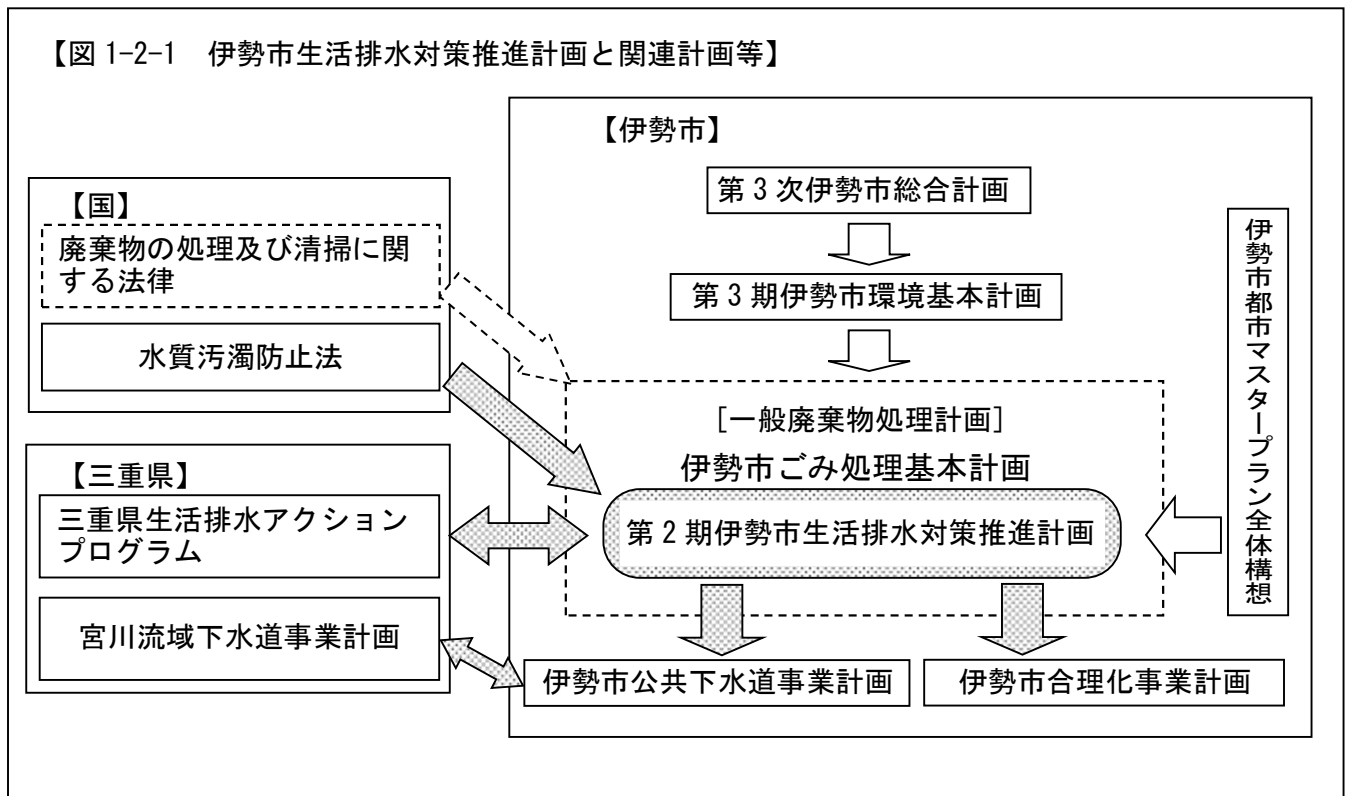 【図 1-2-1　伊勢市生活排水対策推進計画と関連計画等】
【国】
廃棄物の処理及び清掃に関
する法律
水質汚濁防止法
【三重県】
三重県生活排水アクション
プログラム
宮川流域下水道事業計画
【伊勢市】
第３次伊勢市総合計画
第３期伊勢市環境基本計画
［一般廃棄物処理計画］
伊勢市ごみ処理基本計画
第２期伊勢市生活排水対策推進計画
伊勢市公共下水道事業計画
伊勢市合理化事業計画
伊勢市都市マスタープラン全体構想